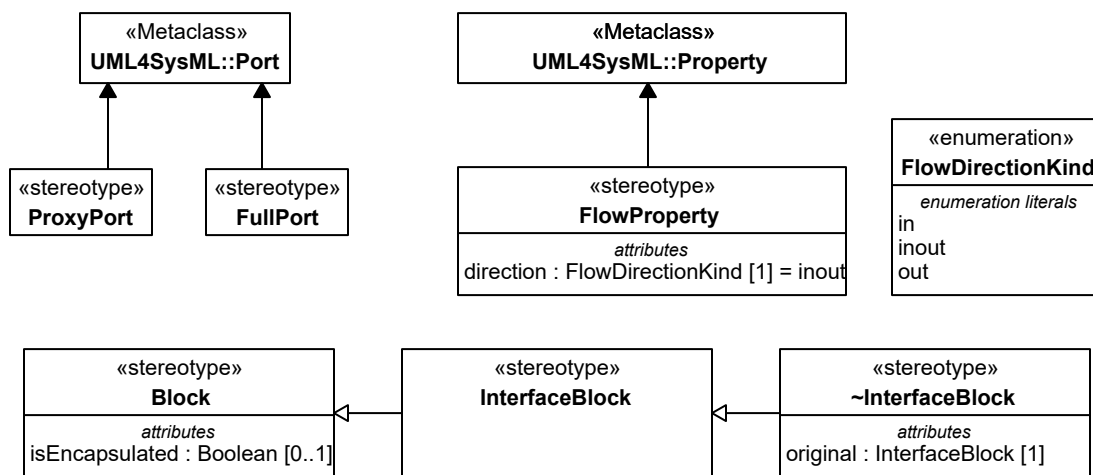 «Metaclass»
UML4SysML::Port
«Metaclass»
UML4SysML::Property
«stereotype»
ProxyPort
«stereotype»
FullPort
«stereotype»
FlowProperty
attributes
direction : FlowDirectionKind [1] = inout
«enumeration»
FlowDirectionKind
enumeration literals
in
inout
out
«stereotype»
Block
attributes
isEncapsulated : Boolean [0..1]
«stereotype»
InterfaceBlock
«stereotype»
~InterfaceBlock
attributes
original : InterfaceBlock [1]